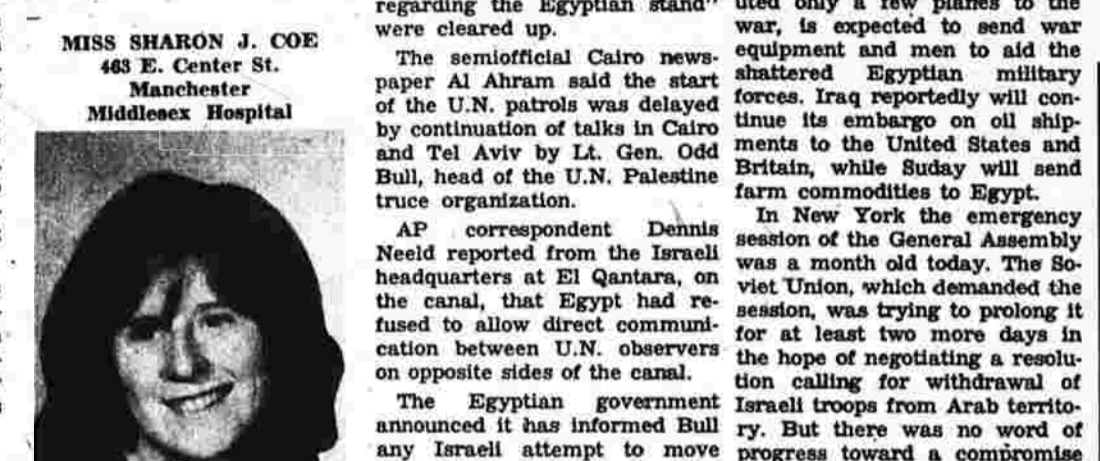 MISS SHARON J. COE
463 E. Center St.
Manchester
Middlesex Hospital
regarding the Egyptian stand"
were cleared up.
The semiofficial Cairo news-
paper Al Ahram said the start
of the U.N. patrols was delayed
by continuation of talks in Cairo
and Tel Aviv by Lt. Gen. Odd
Bull, head of the U.N. Palestine
truce organization.
AP correspondent Dennis
Neeld reported from the Israeli
headquarters at El Qantara, on
the canal, that Egypt had re-
fused to allow direct communi-
cation between U.N. observers
on opposite sides of the canal.
The Egyptian government
announced it has informed Bull
any Israeli attempt to move
uted only a few planes to the
war, is expected to send war
equipment and men to aid the
shattered Egyptian military
forces. Iraq reportedly will con-
tinue its embargo on oil ship-
ments to the United States and
Britain, while Suday will send
farm commodities to Egypt.
In New York the emergency
session of the General Assembly
was a month old today. The So-
viet Union, which demanded the
session, was trying to prolong it
for at least two more days in
the hope of negotiating a resolu-
tion calling for withdrawal of
Israeli troops from Arab territo-
ry. But there was no word of
progress toward a compromise